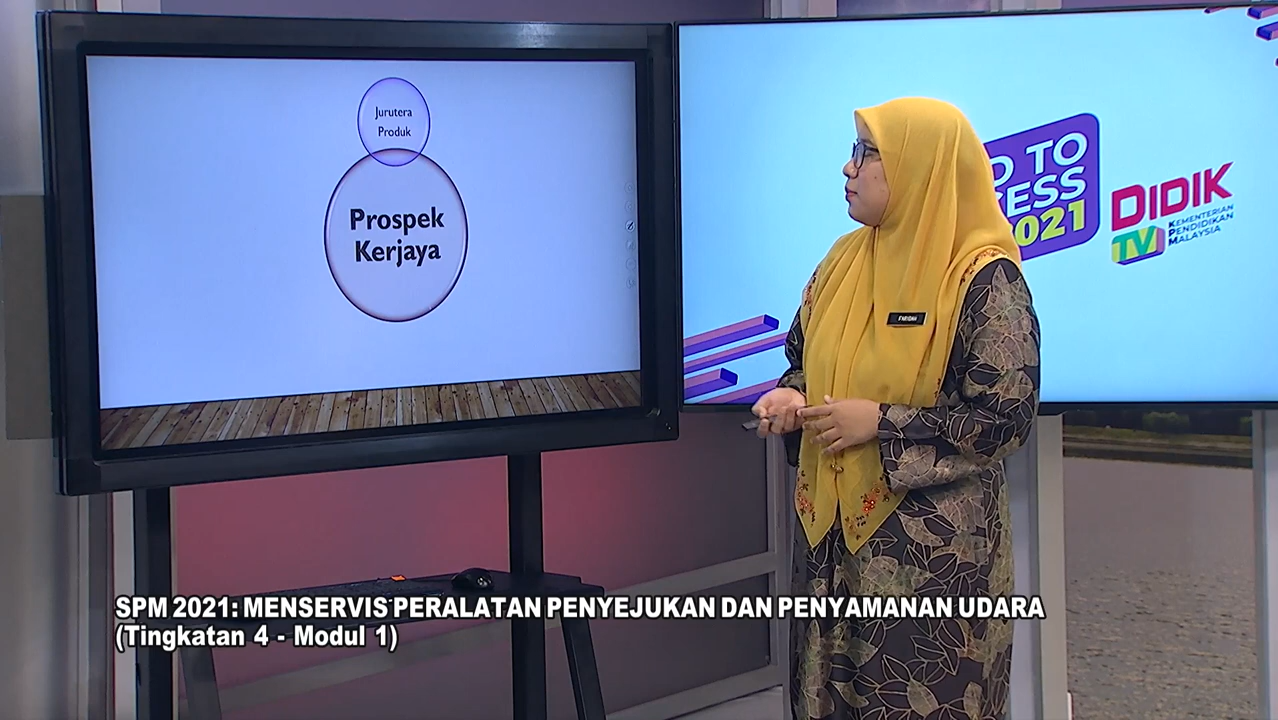 Jurutera
Produk
Prospek
Kerjaya
TO
2021
DIDIK
TV
KEMENTERIAN
PENDIDIKAN
MALAYSIA
SPM 2021: MENSERVIS PERALATAN PENYEJUKAN DAN PENYAMANAN UDARA
(Tingkatan 4 - Modul 1)